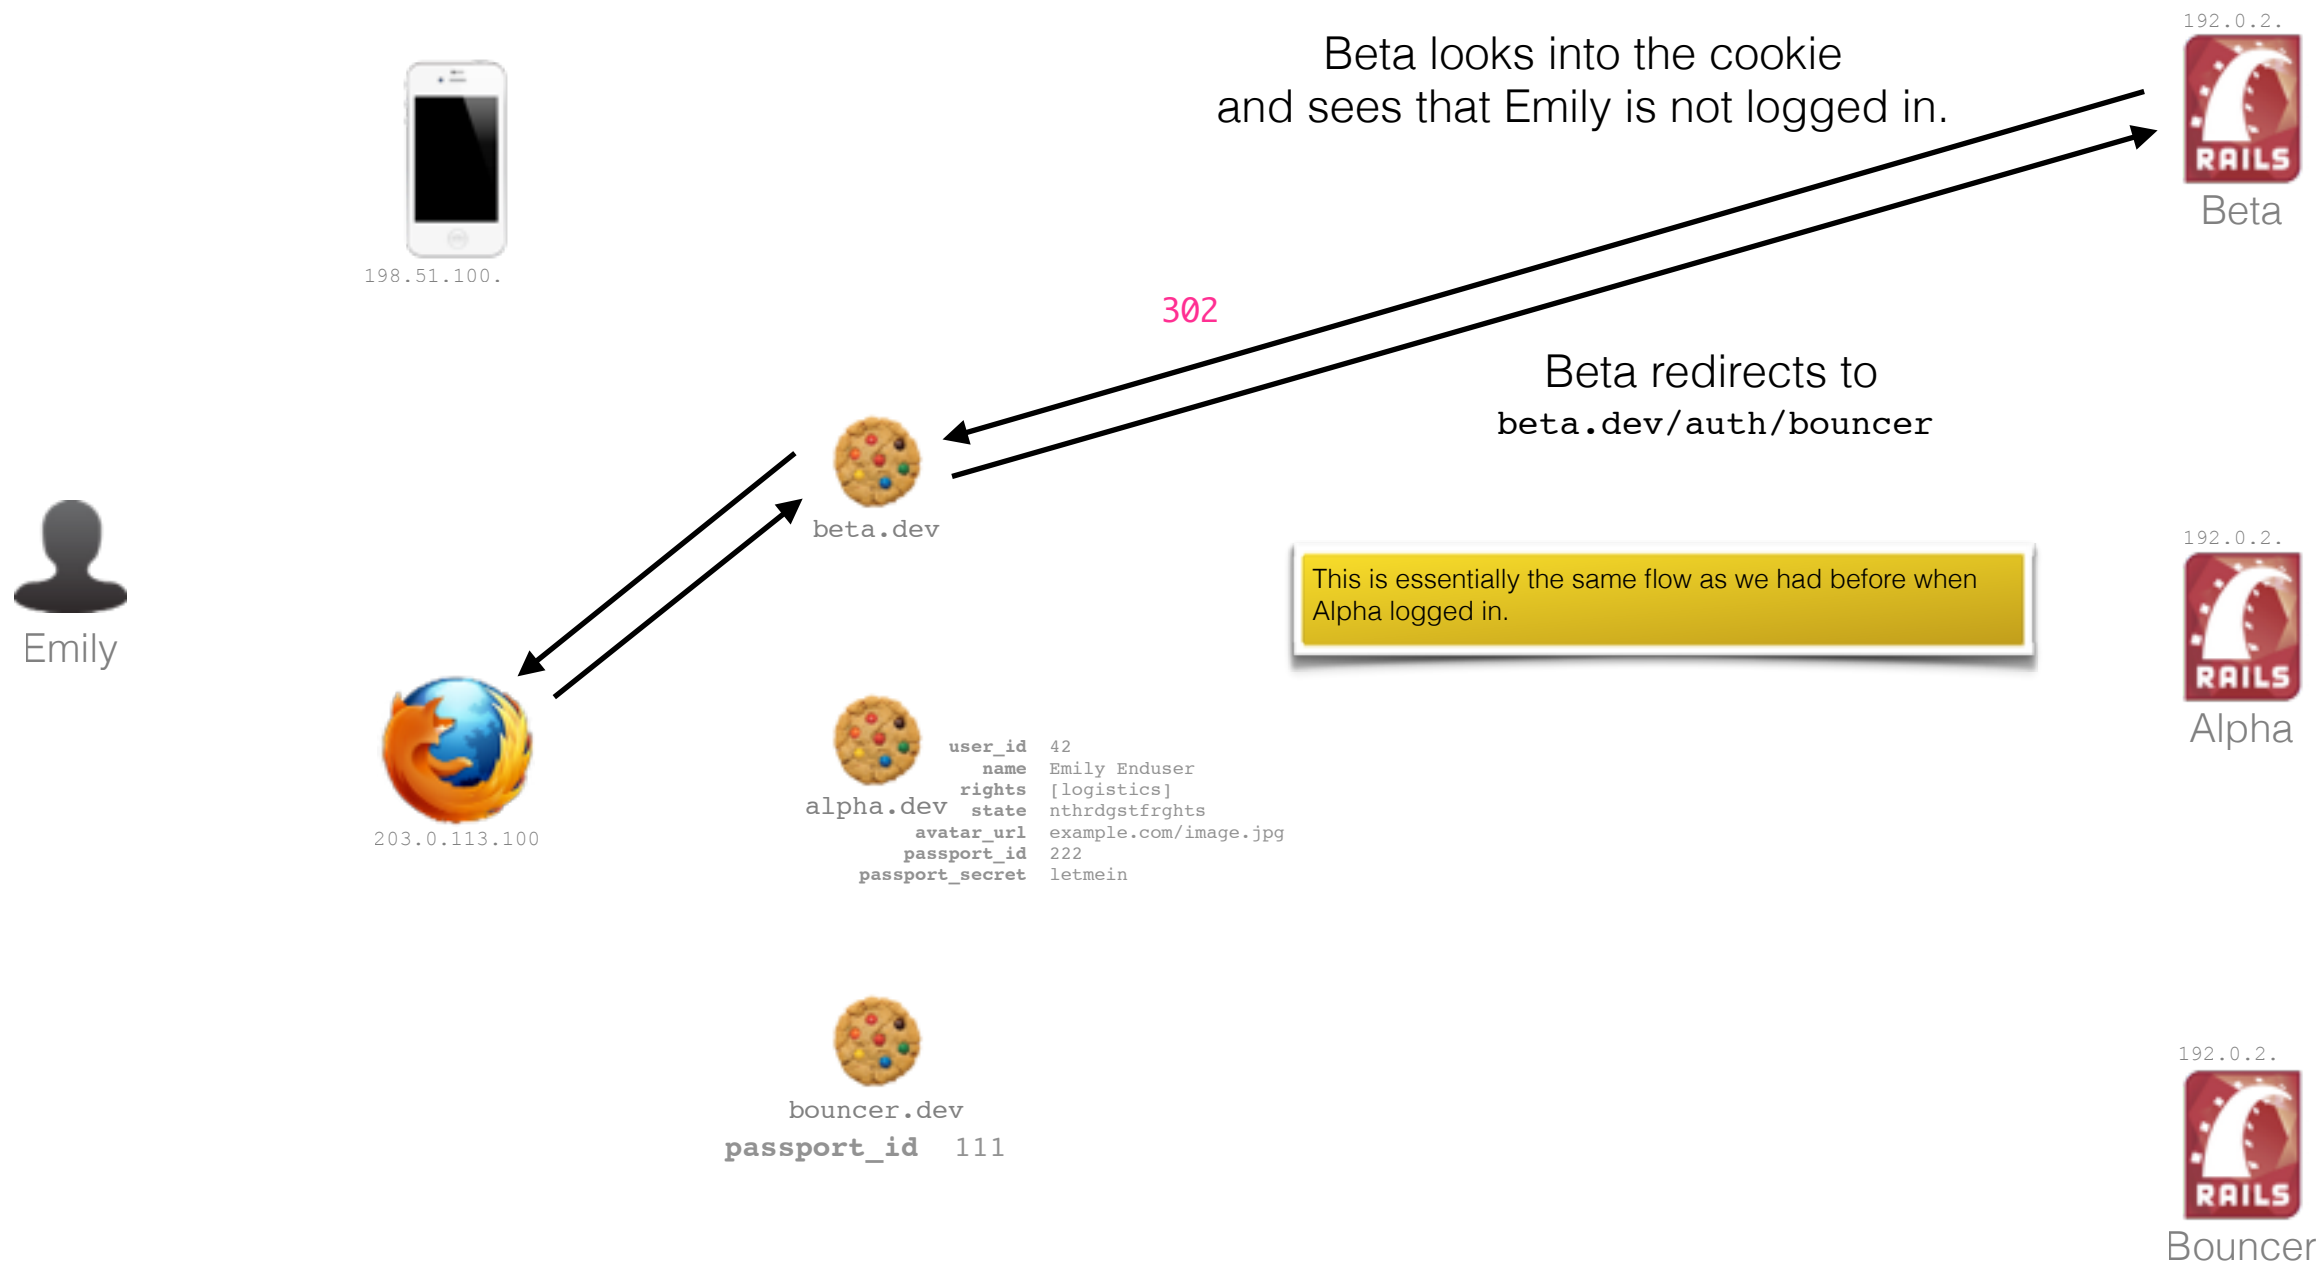 192.0.2.
Beta looks into the cookie
and sees that Emily is not logged in.
RAILS
Beta
198.51.100.
302
Beta redirects to
beta.dev/auth/bouncer
beta.dev
192.0.2.
This is essentially the same flow as we had before when
Alpha logged in.
Emily
RAILS
Alpha
user_id 42
name Emily Enduser
rights [logistics]
alpha.dev state nthrdgstfrghts
avatar_url example.com/image.jpg
203.0.113.100
passport_id 222
passport_secret letmein
192.0.2.
bouncer.dev
passport_id 111
RAILS
Bouncer